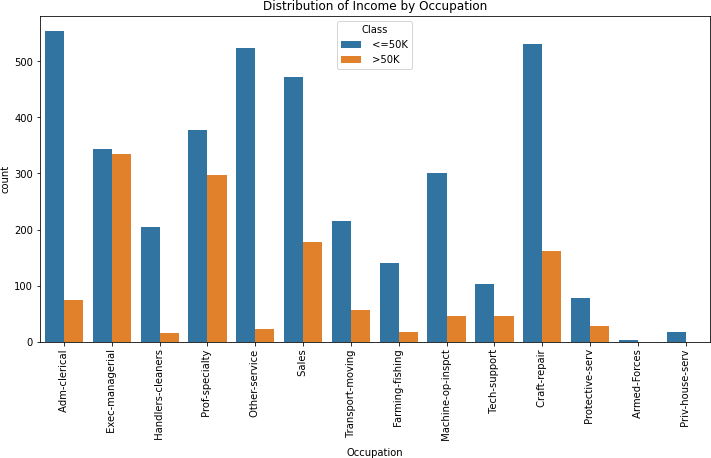 Distribution of Income by Occupation
Class
<=50K
>50K
count
500
400
300
200
100
0
Adm-clerical
Exec-managerial
Handlers-cleaners
Prof-specialty
Other-service
Sales
Transport-moving
Farming-fishing
Machine-op-inspct
Tech-support
Craft-repair
Protective-serv
Armed-Forces
Priv-house-serv
Occupation